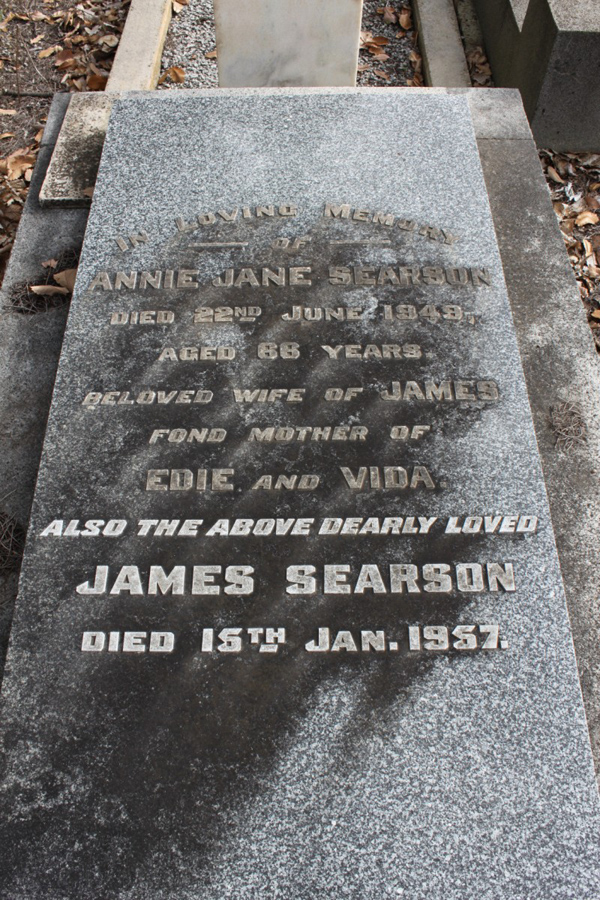 IN LOVING MEMORY
OF
ANNIE JANE SEARSON
DIED 22ND JUNE 1949,
AGED 66 YEARS.
BELOVED WIFE OF JAMES
FOND MOTHER OF
EDIE AND VIDA.
ALSO THE ABOVE DEARLY LOVED
JAMES SEARSON
DIED 15TH JAN. 1957.